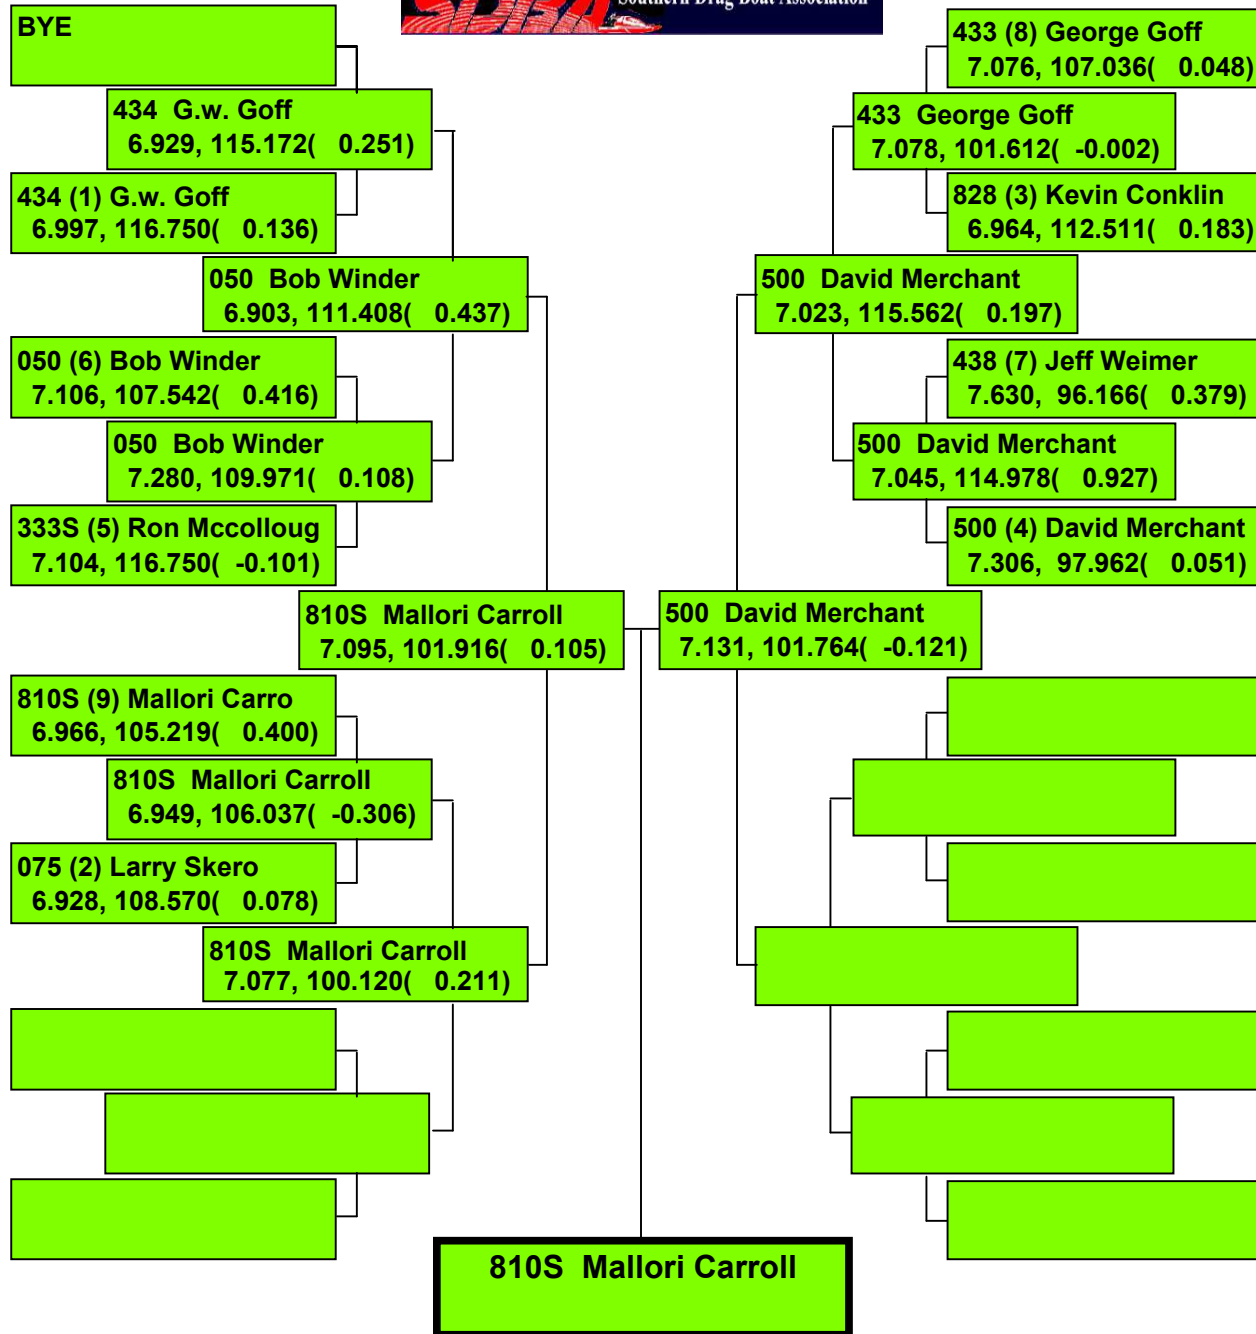 Southern Drag Boat Association
BYE
434 G.w. Goff
6.929, 115.172( 0.251)
434 (1) G.w. Goff
6.997, 116.750( 0.136)
050 Bob Winder
6.903, 111.408( 0.437)
050 (6) Bob Winder
7.106, 107.542( 0.416)
050 Bob Winder
7.280, 109.971( 0.108)
333S (5) Ron Mccolloug
7.104, 116.750( -0.101)
810S Mallori Carroll
7.095, 101.916( 0.105)
810S (9) Mallori Carro
6.966, 105.219( 0.400)
810S Mallori Carroll
6.949, 106.037( -0.306)
075 (2) Larry Skero
6.928, 108.570( 0.078)
810S Mallori Carroll
7.077, 100.120( 0.211)
433 (8) George Goff
7.076, 107.036( 0.048)
433 George Goff
7.078, 101.612( -0.002)
828 (3) Kevin Conklin
6.964, 112.511( 0.183)
500 David Merchant
7.023, 115.562( 0.197)
438 (7) Jeff Weimer
7.630, 96.166( 0.379)
500 David Merchant
7.045, 114.978( 0.927)
500 (4) David Merchant
7.306, 97.962( 0.051)
500 David Merchant
7.131, 101.764( -0.121)
810S Mallori Carroll